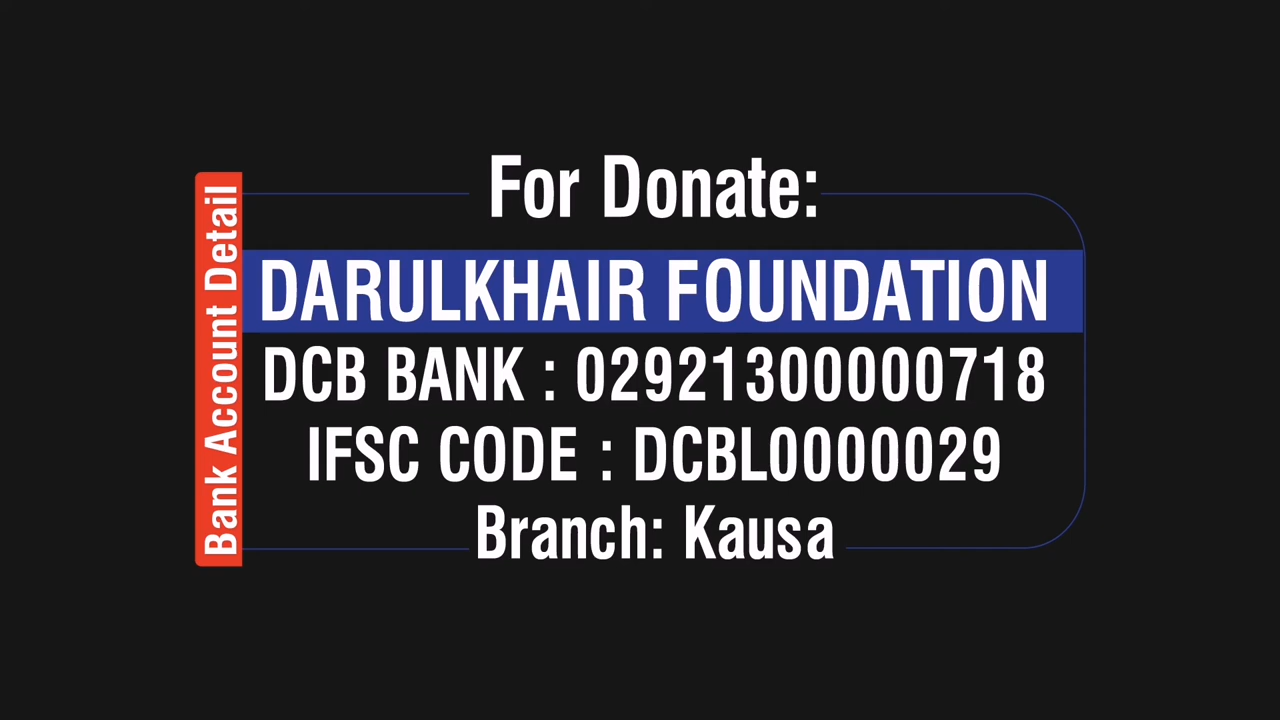 For Donate:
Bank Account Detail
DARULKHAIR FOUNDATION
DCB BANK : 02921300000718
IFSC CODE : DCBL0000029
Branch: Kausa